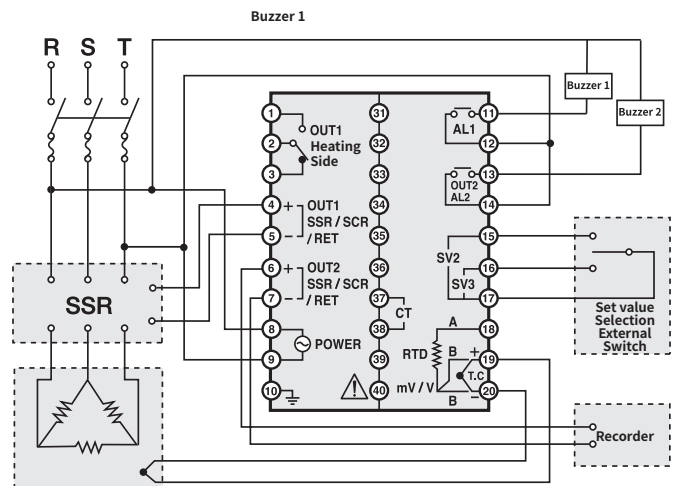 Buzzer 1
R S T
Buzzer 1
Buzzer 2
1
2
3
4
5
6
7
8
9
10
OUT1
Heating
Side
+ OUT1
SSR / SCR
− / RET
+ OUT2
SSR / SCR
− / RET
POWER
31
32
33
34
35
36
37
38
39
40
CT
mV / V
AL1
OUT2
AL2
SV2
SV3
A
RTD
B +
T.C
B −
11
12
13
14
15
16
17
18
19
20
SSR
Set value
Selection
External
Switch
Recorder